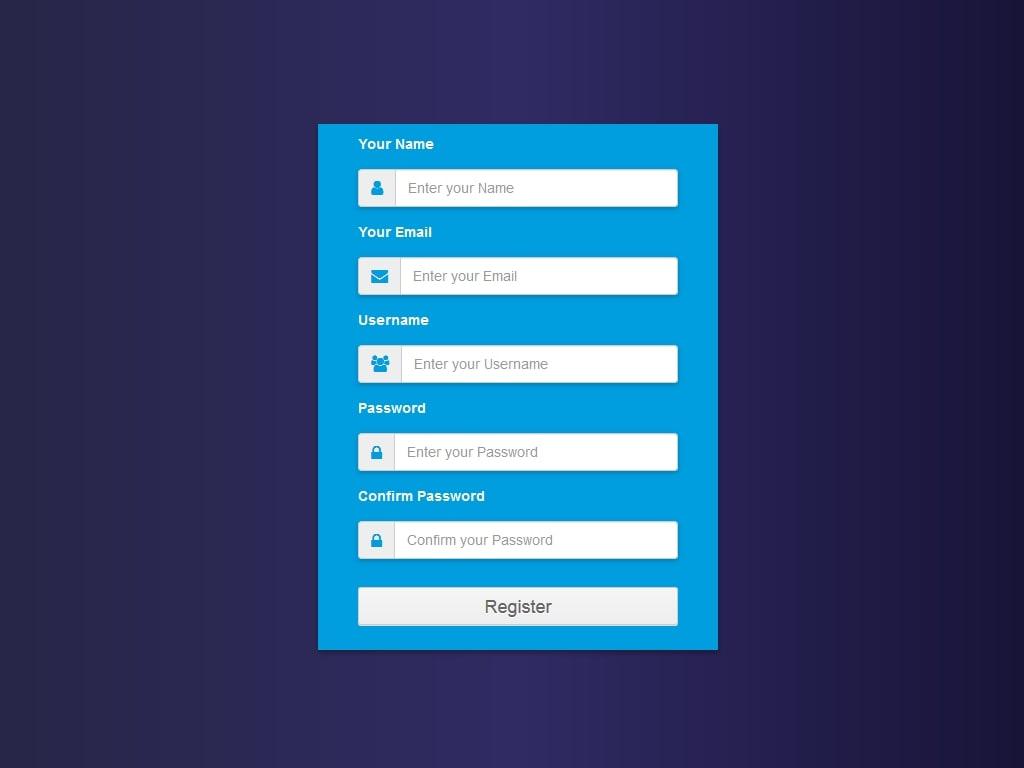 Your Name
Enter your Name
Your Email
Enter your Email
Username
Enter your Username
Password
Enter your Password
Confirm Password
Confirm your Password
Register